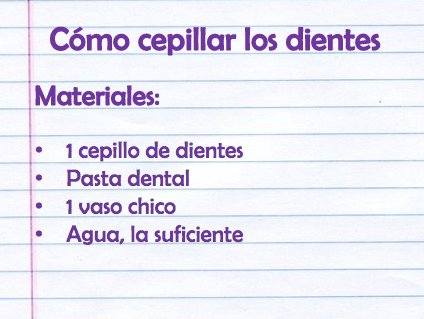 Cómo cepillar los dientes
Materiales:
• 1 cepillo de dientes
• Pasta dental
• 1 vaso chico
• Agua, la suficiente